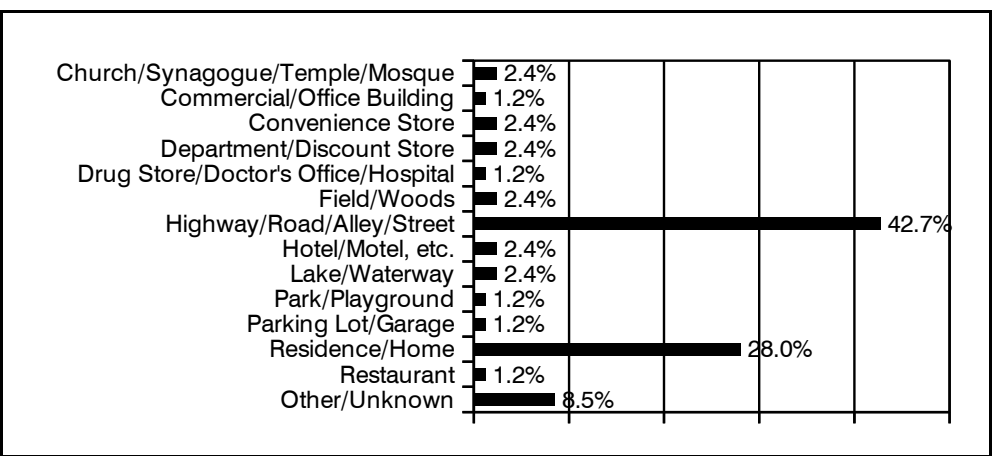 Church/Synagogue/Temple/Mosque 2.4%
Commercial/Office Building 1.2%
Convenience Store 2.4%
Department/Discount Store 2.4%
Drug Store/Doctor's Office/Hospital 1.2%
Field/Woods 2.4%
Highway/Road/Alley/Street 42.7%
Hotel/Motel, etc. 2.4%
Lake/Waterway 2.4%
Park/Playground 1.2%
Parking Lot/Garage 1.2%
Residence/Home 28.0%
Restaurant 1.2%
Other/Unknown 8.5%